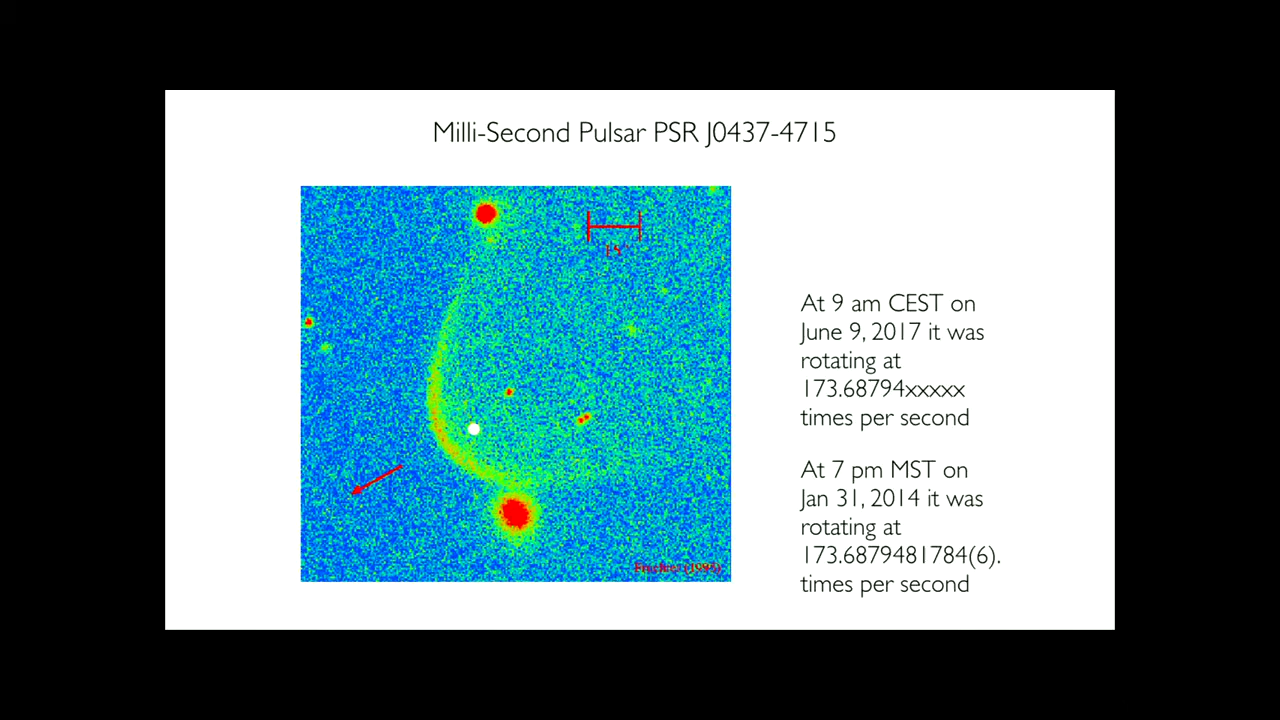 Milli-Second Pulsar PSR J0437-4715
15"
At 9 am CEST on
June 9, 2017 it was
rotating at
173.68794xxxxx
times per second
At 7 pm MST on
Jan 31, 2014 it was
rotating at
173.6879481784(6).
times per second